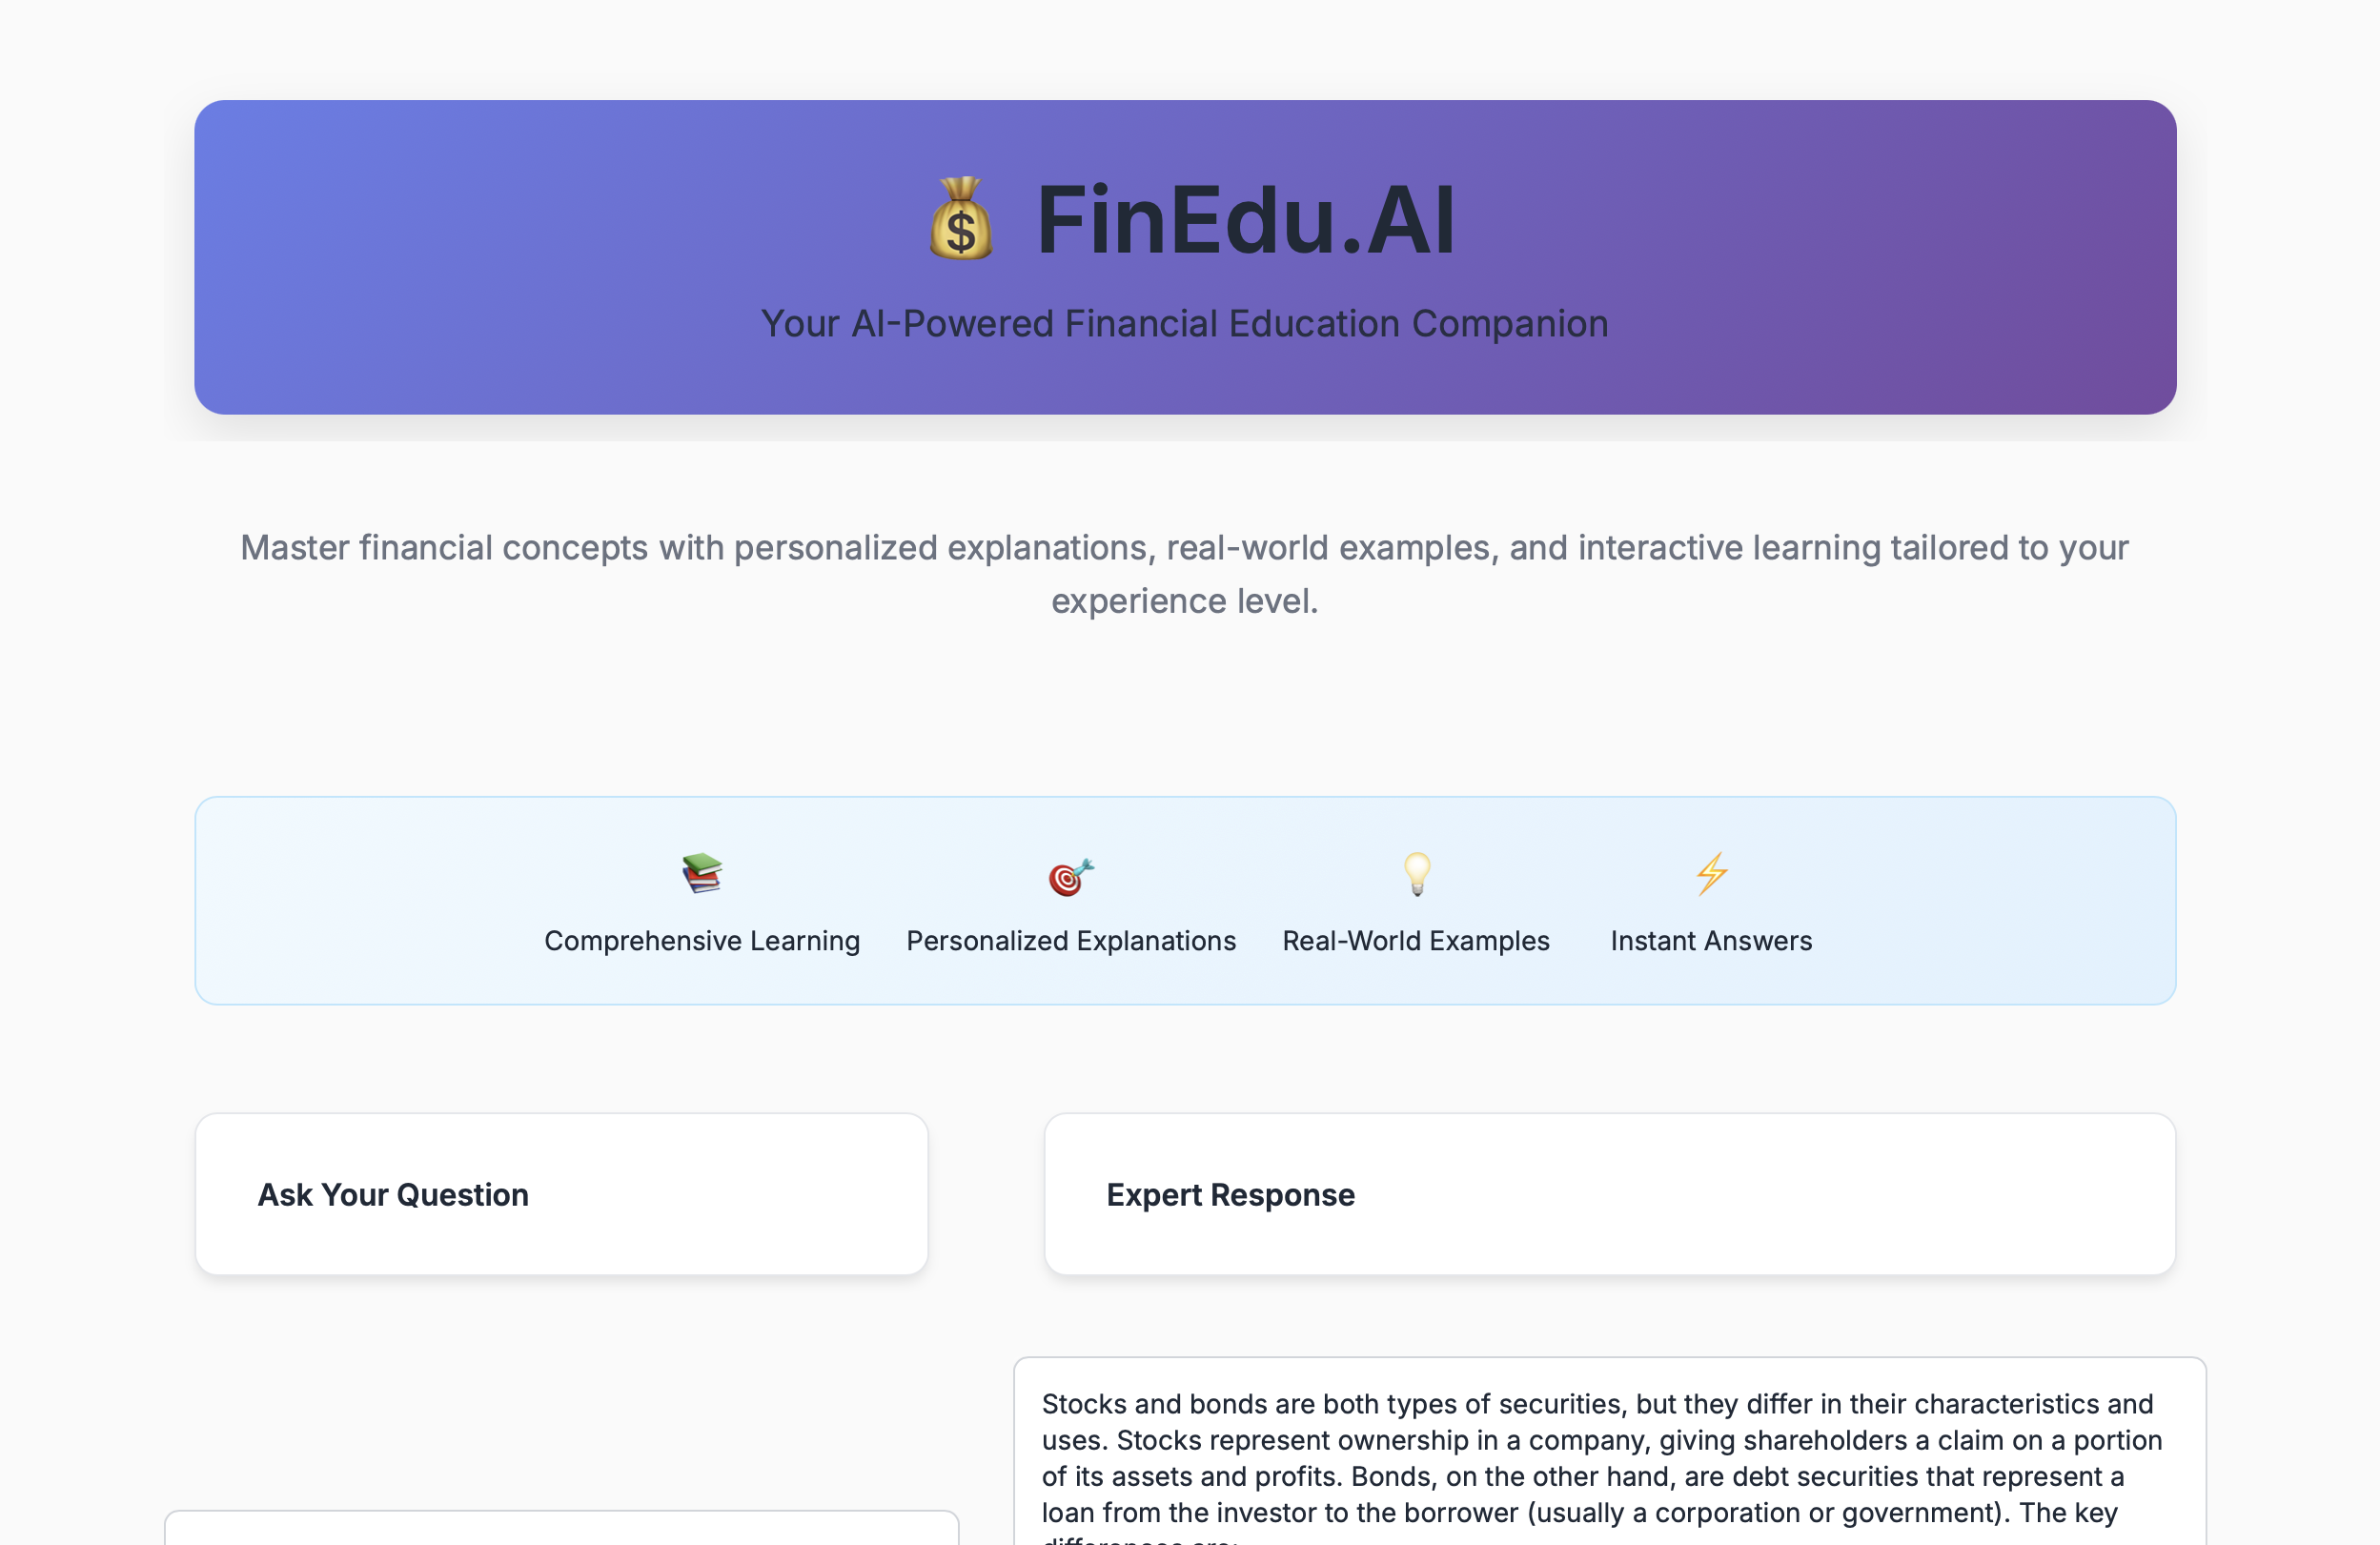 💰 FinEdu.AI
Your AI-Powered Financial Education Companion
Master financial concepts with personalized explanations, real-world examples, and interactive learning tailored to your
experience level.
Comprehensive Learning
Personalized Explanations
Real-World Examples
Instant Answers
Ask Your Question
Expert Response
Stocks and bonds are both types of securities, but they differ in their characteristics and
uses. Stocks represent ownership in a company, giving shareholders a claim on a portion
of its assets and profits. Bonds, on the other hand, are debt securities that represent a
loan from the investor to the borrower (usually a corporation or government). The key
differences are: